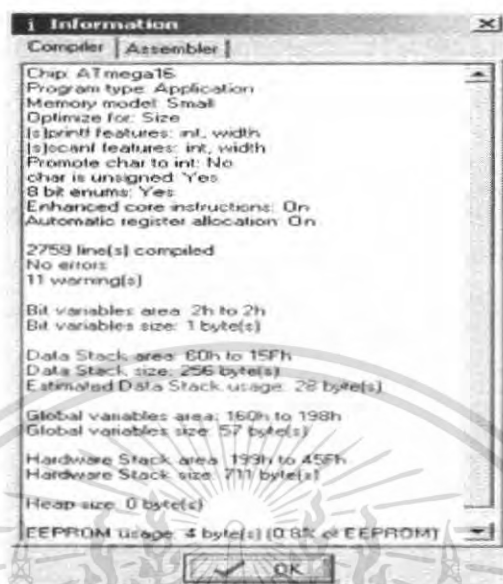 i Information
Compiler Assembler
Chip: ATmega16
Program type: Application
Memory model: Small
Optimize for: Size
(s)printf features: int, width
(s)scanf features: int, width
Promote char to int: No
char is unsigned: Yes
8 bit enums: Yes
Enhanced core instructions: On
Automatic register allocation: On
2759 line(s) compiled
No errors
11 warning(s)
Bit variables area: 2h to 2h
Bit variables size: 1 byte(s)
Data Stack area: 60h to 15Fh
Data Stack size: 256 byte(s)
Estimated Data Stack usage: 28 byte(s)
Global variables area: 160h to 198h
Global variables size: 57 byte(s)
Hardware Stack area: 199h to 45Fh
Hardware Stack size: 711 byte(s)
Heap size: 0 byte(s)
EEPROM usage: 4 byte(s) (0.8% of EEPROM)
OK